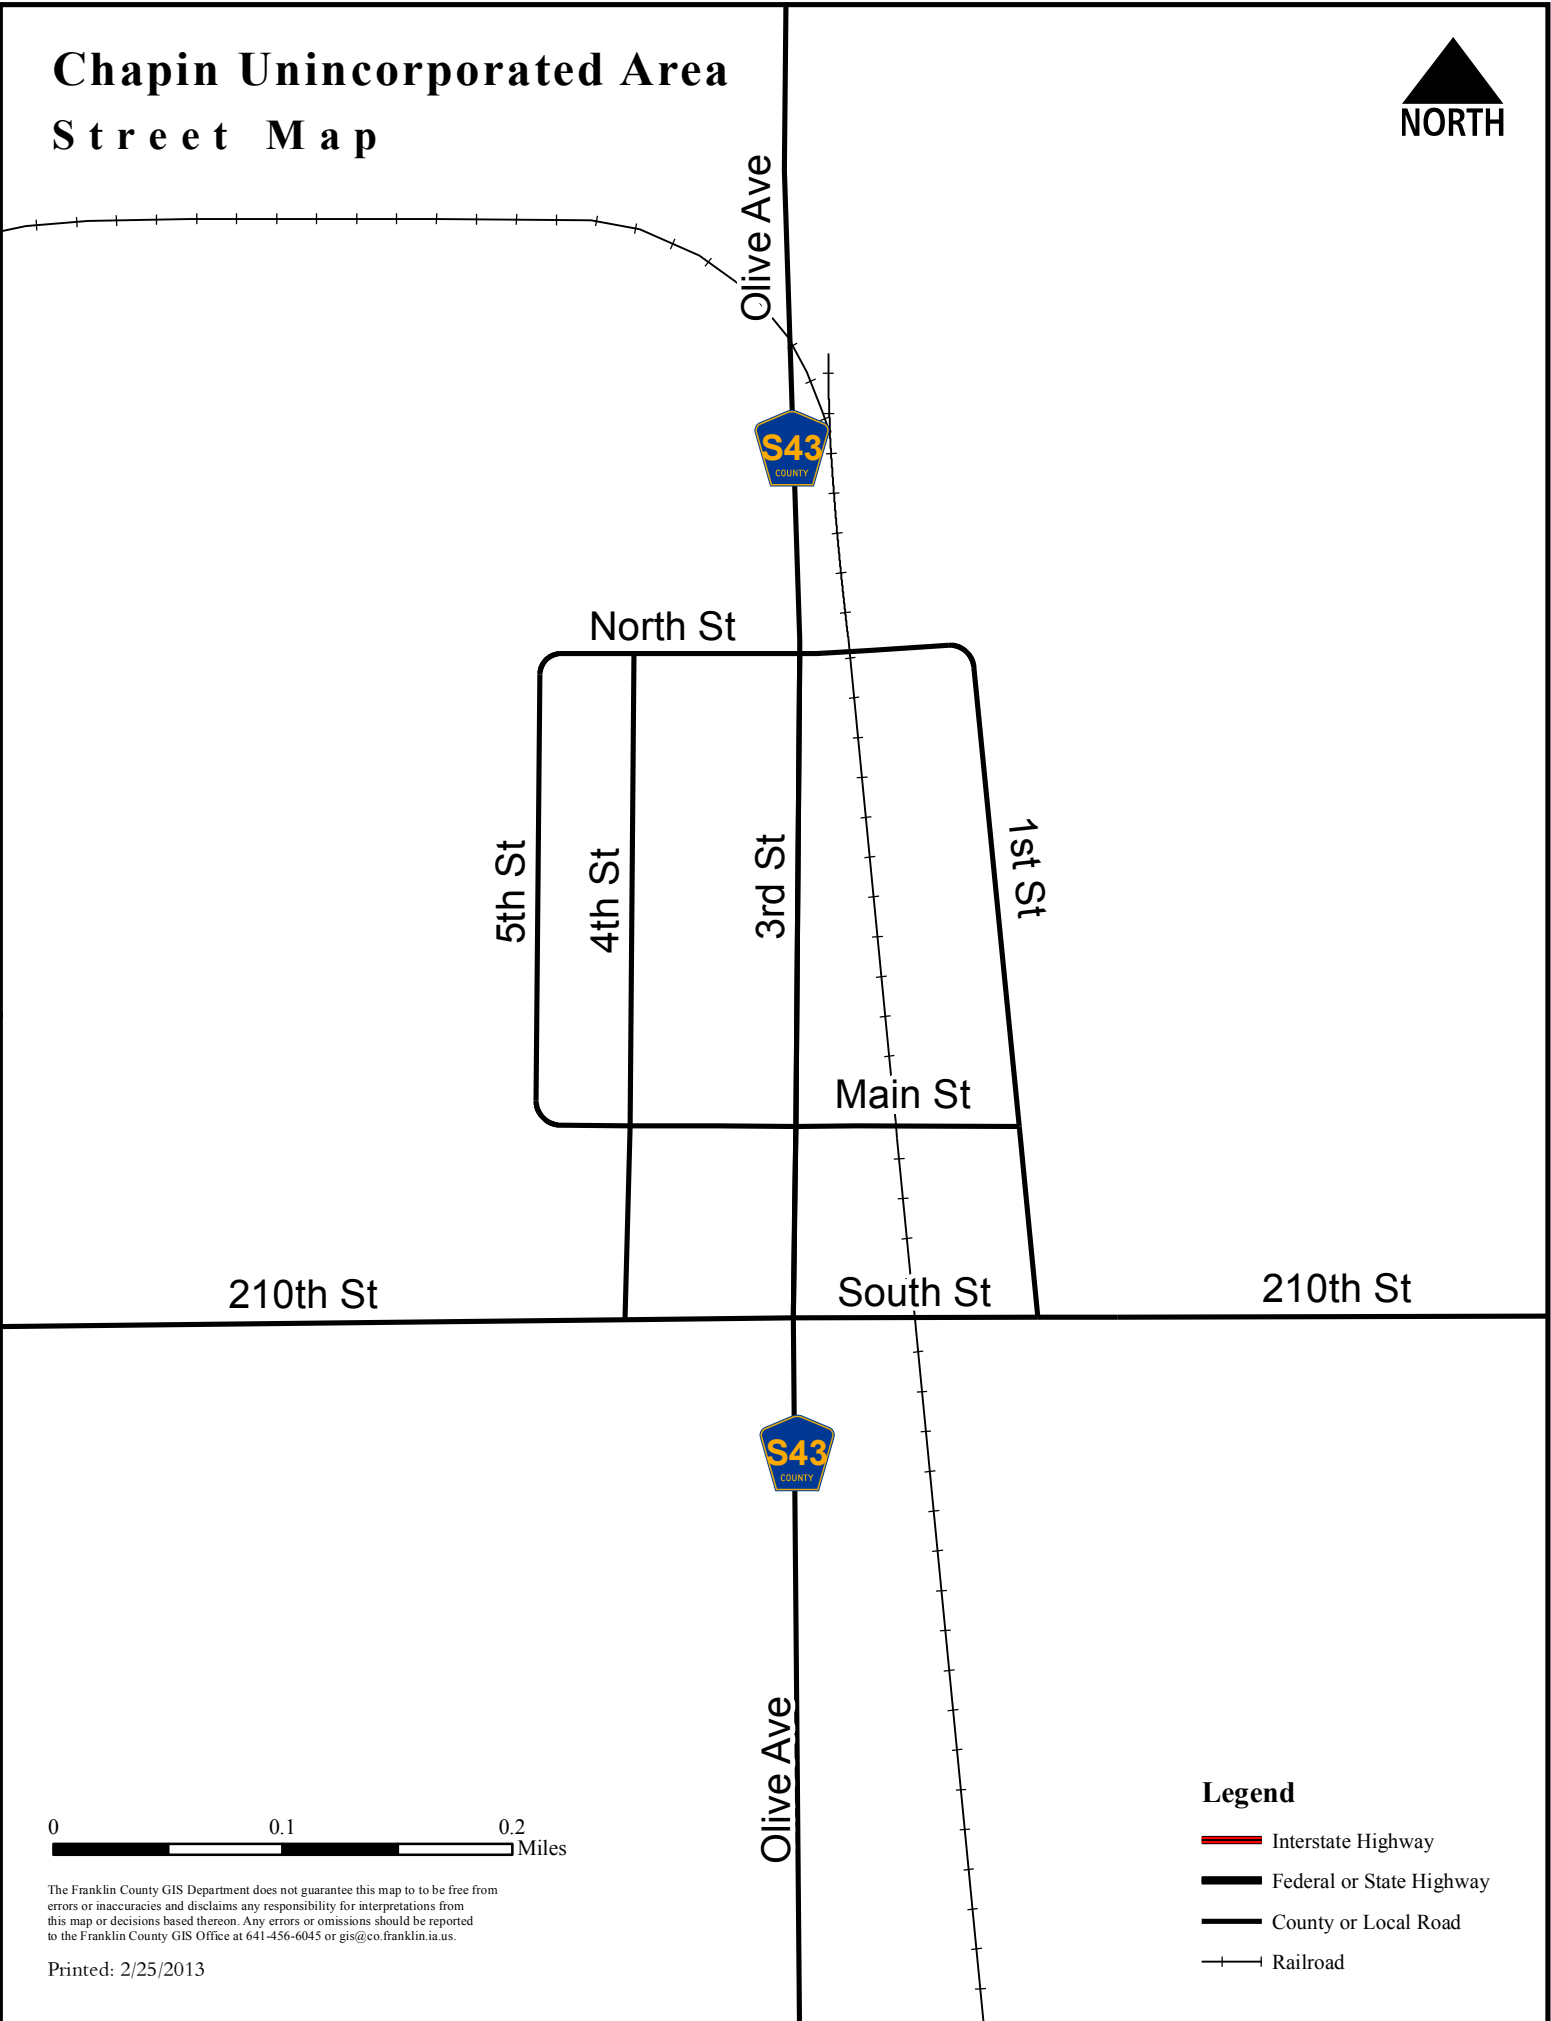 Chapin Unincorporated Area
Street Map
NORTH
Olive Ave
S43
COUNTY
North St
5th St
4th St
3rd St
1st St
Main St
210th St
South St
210th St
S43
COUNTY
Olive Ave
0 0.1 0.2
Miles
The Franklin County GIS Department does not guarantee this map to to be free from
errors or inaccuracies and disclaims any responsibility for interpretations from
this map or decisions based thereon. Any errors or omissions should be reported
to the Franklin County GIS Office at 641-456-6045 or gis@co.franklin.ia.us.
Printed: 2/25/2013
Legend
Interstate Highway
Federal or State Highway
County or Local Road
Railroad